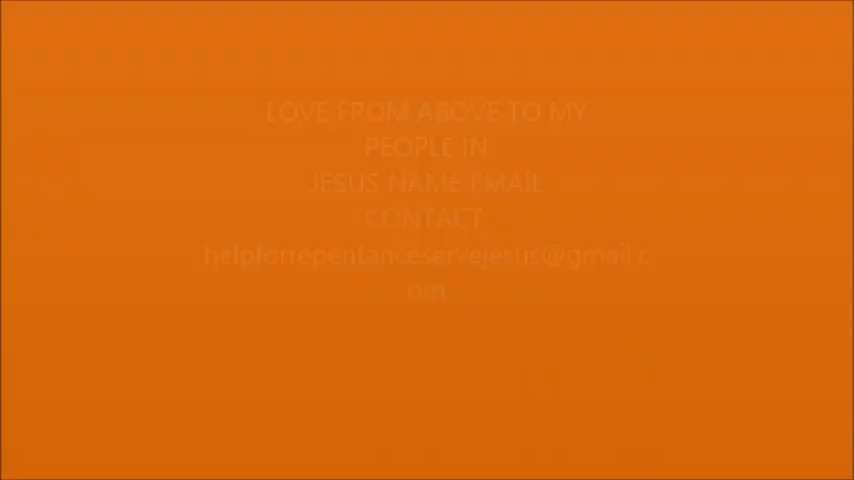 LOVE FROM ABOVE TO MY
PEOPLE IN
JESUS NAME EMAIL
CONTACT
helpforrepentanceservejesus@gmail.c
om